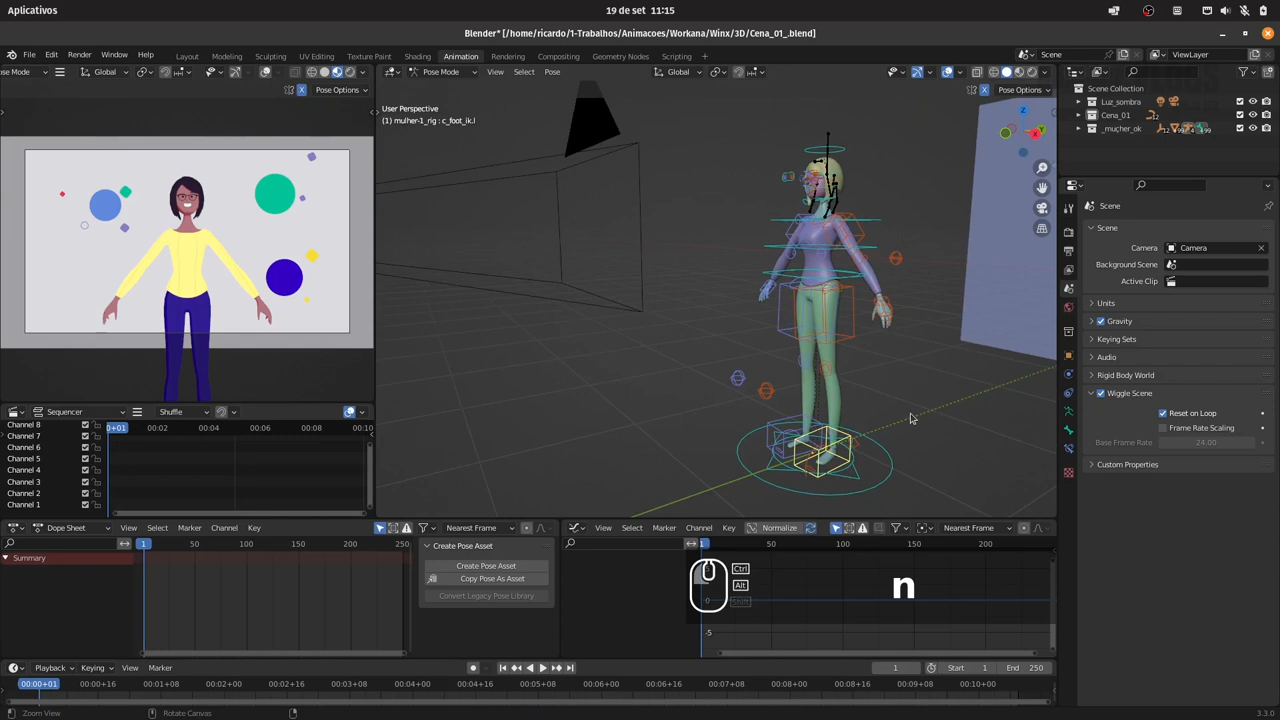 Aplicativos
19 de set 11:15
Blender* [/home/ricardo/1-Trabalhos/Animacoes/Workana/Winx/3D/Cena_01_.blend]
File Edit Render Window Help
Layout Modeling Sculpting UV Editing Texture Paint Shading Animation Rendering Compositing Geometry Nodes Scripting +
Scene ViewLayer
ose Mode Global
Pose Mode View Select Pose Global
X Pose Options
X Pose Options
User Perspective
(1) mulher-1_rig : c_foot_ik.l
Z
Y
X
Scene Collection
Luz_sombra
Cena_01 12
_mucher_ok
Scene
Scene
Camera Camera
Background Scene
Active Clip
Units
Gravity
Keying Sets
Audio
Rigid Body World
Wiggle Scene
Reset on Loop
Frame Rate Scaling
Base Frame Rate 24.00
Custom Properties
Sequencer Shuffle
Channel 8
Channel 7
Channel 6
Channel 5
Channel 4
Channel 3
Channel 2
Channel 1
0+01 00:02 00:04 00:06 00:08 00:10
Dope Sheet View Select Marker Channel Key Nearest Frame
1 50 100 150 200 250
Summary
Create Pose Asset
Create Pose Asset
Copy Pose As Asset
Convert Legacy Pose Library
View Select Marker Channel Key Normalize Nearest Frame
1 50 100 150 200
0
-5
Ctrl
Alt
Shift
n
Playback Keying View Marker
1 Start 1 End 250
00:00+01 00:00+16 00:01+08 00:02+00 00:02+16 00:03+08 00:04+00 00:04+16 00:05+08 00:06+00 00:06+16 00:07+08 00:08+00 00:08+16 00:09+08 00:10+00
Zoom View Rotate Canvas 3.3.0